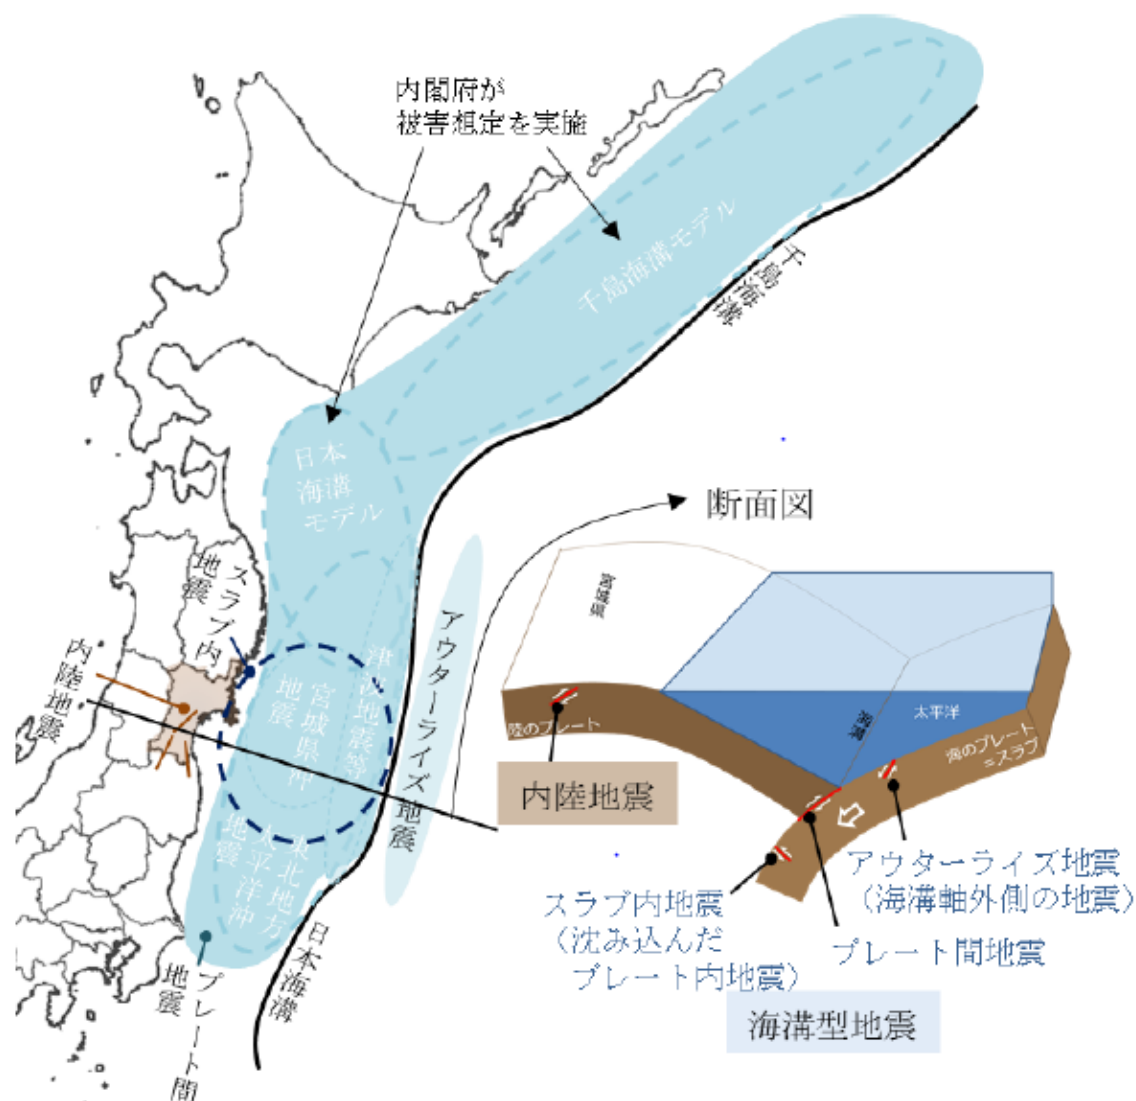 内閣府が
被害想定を実施
千島海溝モデル
千島海溝
日本
海溝
モデル
断面図
スラブ内
地震
内陸地震
アウターライズ地震
津波地震等
宮城県沖
地震
東北地方
太平洋沖
地震
日本海溝
プレート間
地震
宮城県
太平洋
海溝
陸のプレート
海のプレート
=スラブ
内陸地震
アウターライズ地震
(海溝軸外側の地震)
スラブ内地震
(沈み込んだ
プレート内地震)
プレート間地震
海溝型地震